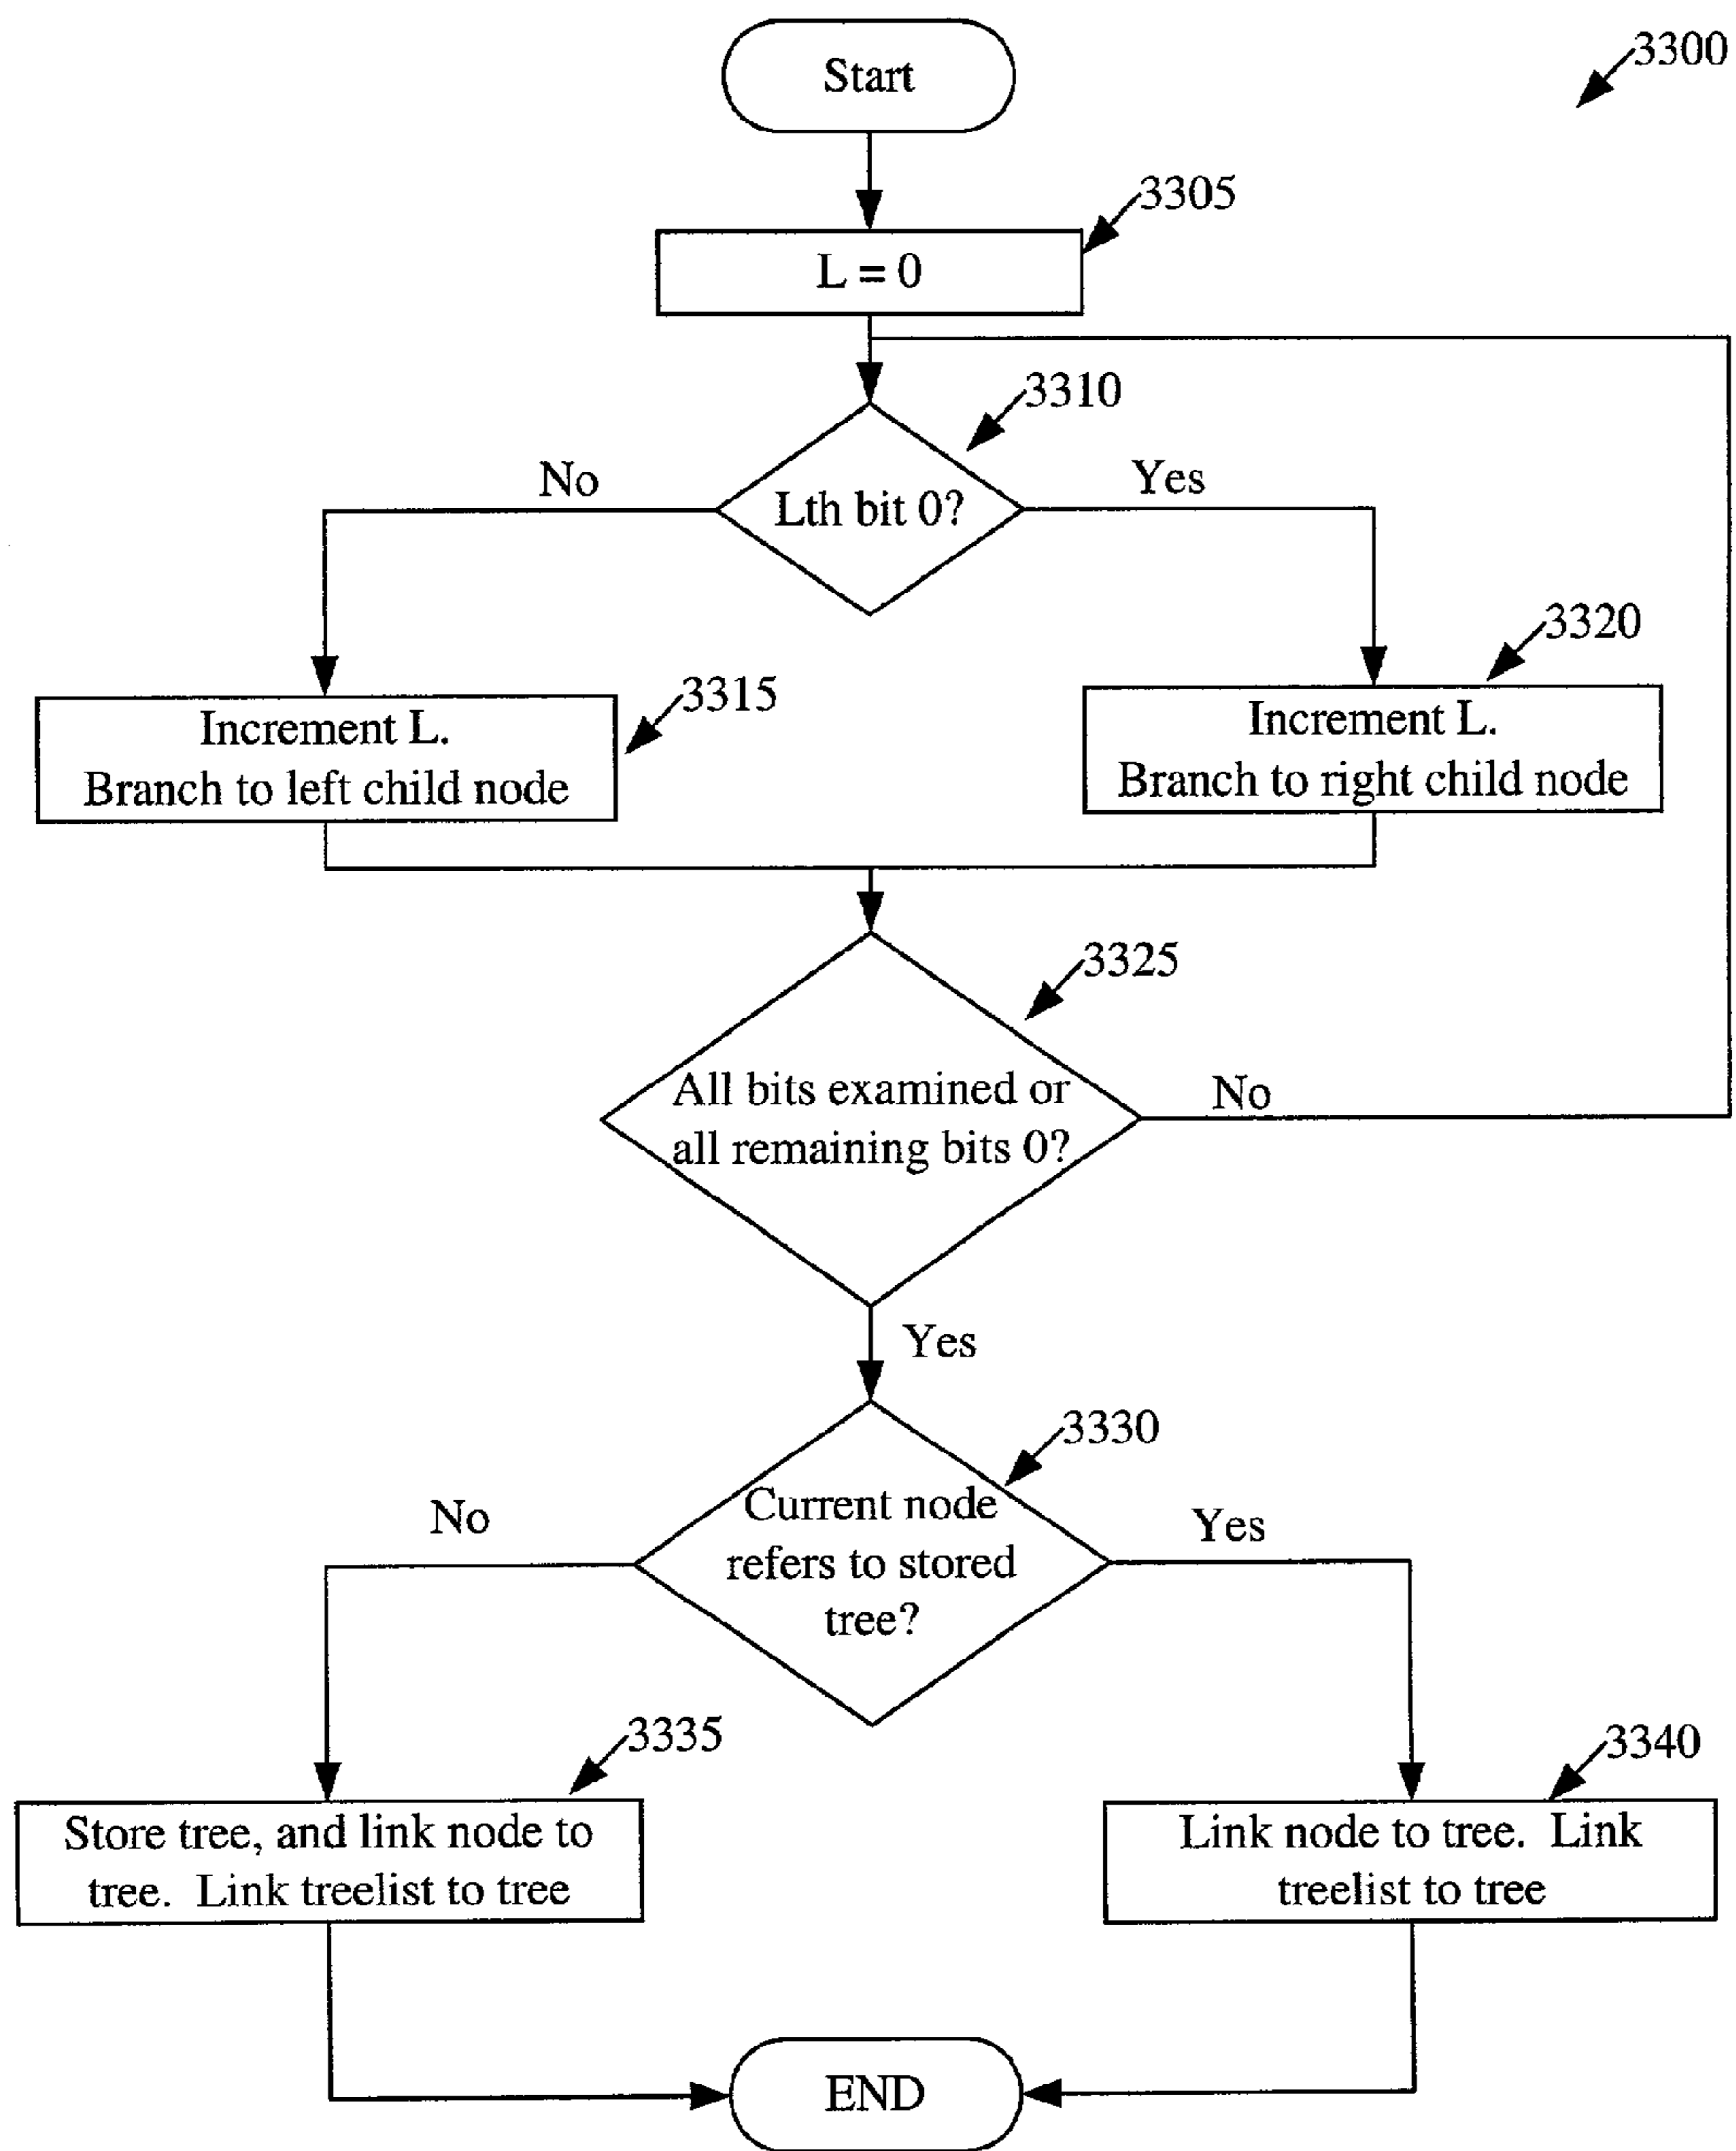 3300
Start
3305
L = 0
3310
No
Yes
Lth bit 0?
3320
3315
Increment L.
Branch to left child node
Increment L.
Branch to right child node
3325
All bits examined or
all remaining bits 0?
No
Yes
3330
No
Yes
Current node
refers to stored
tree?
3335
3340
Store tree, and link node to
tree. Link treelist to tree
Link node to tree. Link
treelist to tree
END